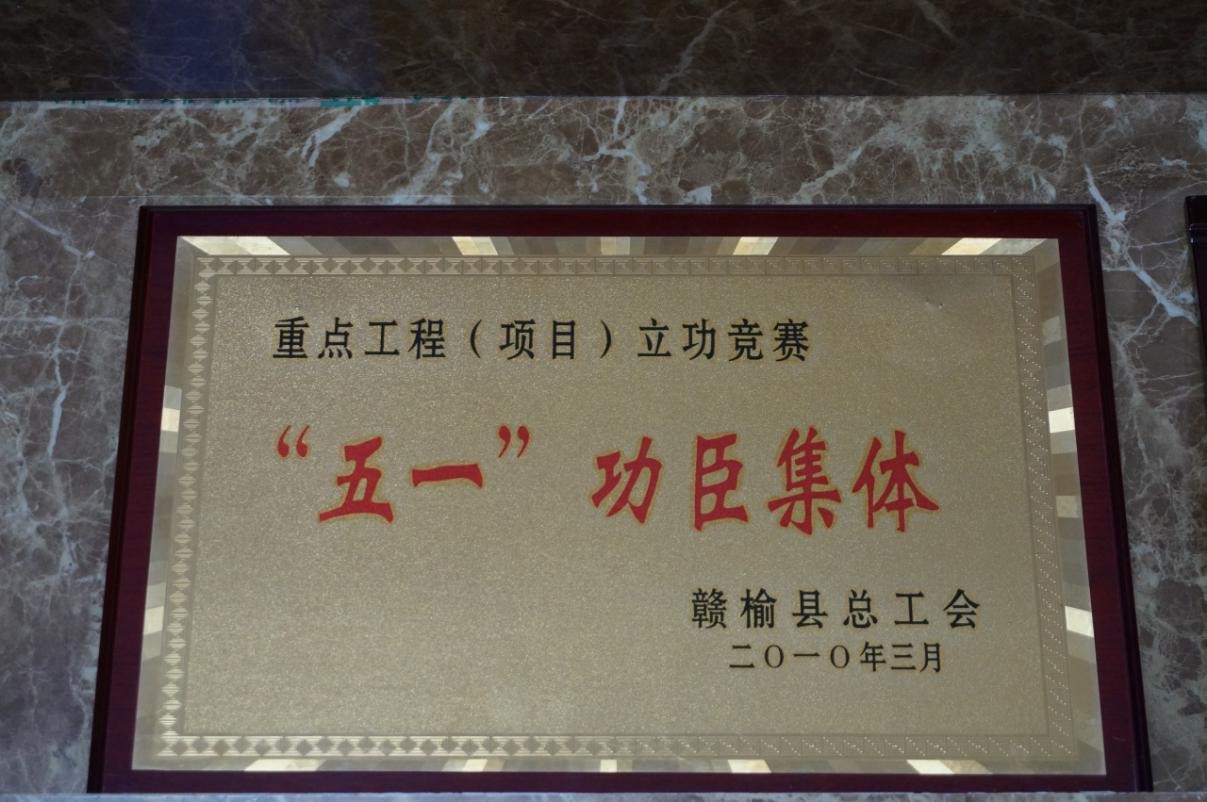 重点工程（项目）立功竞赛
“五一” 功臣集体
赣榆县总工会
二〇一〇年三月